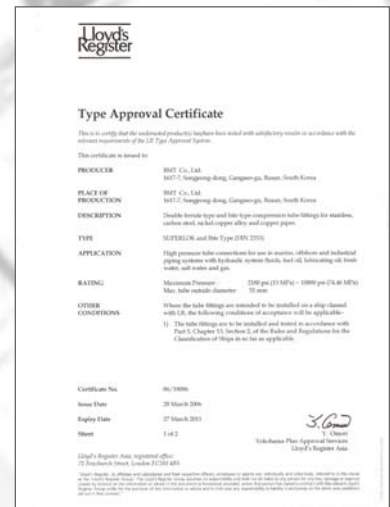 Lloyd's
Register
Type Approval Certificate
This is to certify that the undernoted product(s) has/have been tested with satisfactory results in accordance with the
relevant requirements of the LR Type Approval System.
This certificate is issued to:
PRODUCER BMT Co., Ltd.
1617-7, Songjeong-dong, Gangseo-gu, Busan, South Korea
PLACE OF PRODUCTION BMT Co., Ltd.
1617-7, Songjeong-dong, Gangseo-gu, Busan, South Korea
DESCRIPTION Double ferrule type and bite type compression tube fittings for stainless,
carbon steel, nickel copper alloy and copper pipes.
TYPE SUPERLOK and Bite Type
APPLICATION High pressure tube connections for use in marine, offshore and industrial
piping systems with hydraulic system fluids, fuel oil, lubricating oil, fresh
water, salt water and gas.
RATING Maximum Pressure -
Max. tube outside diameter
OTHER CONDITIONS Where the tube fittings are intended to be installed on a ship classed
with LR, the following conditions of acceptance will be applicable:-
1) The tube fittings are to be installed and tested in accordance with
Part 5, Chapter 13, Section 2, of the Rules and Regulations for the
Classification of Ships in so far as applicable.
Certificate No.
Issue Date 28 March 2006
Expiry Date 27 March 2011
Sheet 1 of 2
Y. Omori
Yokohama Plan Approval Services
Lloyd's Register Asia
Lloyd's Register Asia, registered office:
71 Fenchurch Street, London EC3M 4BS